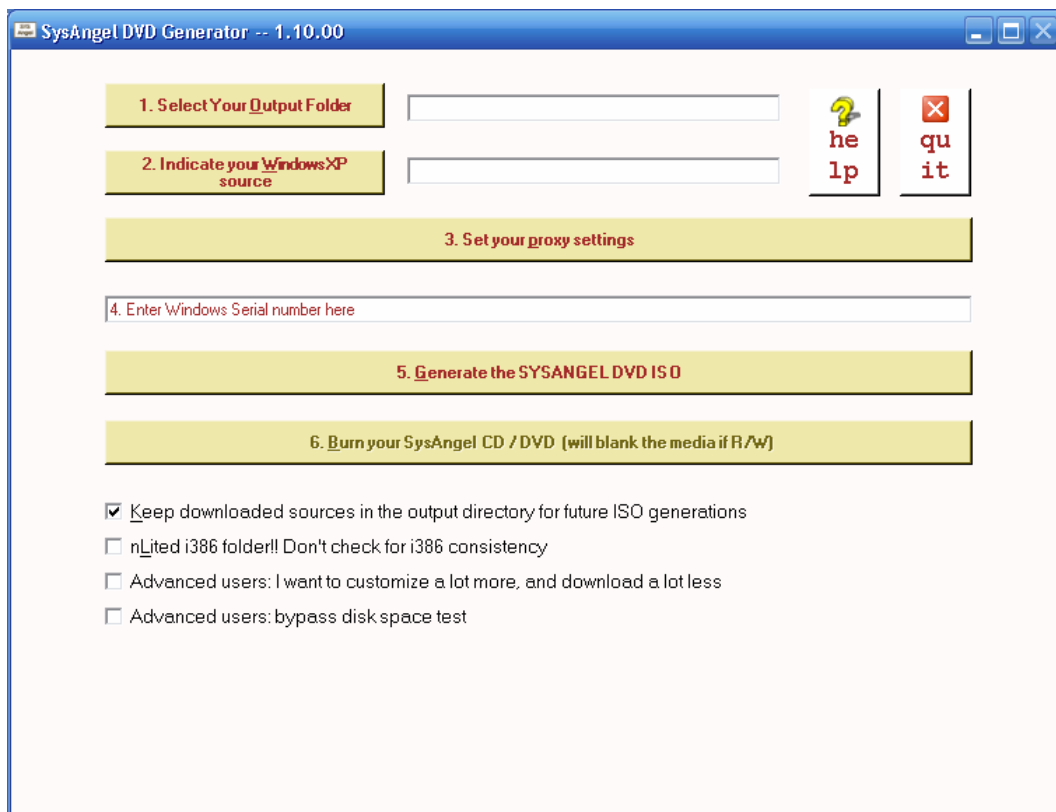 SysAngel DVD Generator -- 1.10.00
1. Select Your Output Folder
he
lp
qu
it
2. Indicate your WindowsXP
source
3. Set your proxy settings
4. Enter Windows Serial number here
5. Generate the SYSANGEL DVD ISO
6. Burn your SysAngel CD / DVD (will blank the media if R/W)
Keep downloaded sources in the output directory for future ISO generations
nLited i386 folder!! Don't check for i386 consistency
Advanced users: I want to customize a lot more, and download a lot less
Advanced users: bypass disk space test